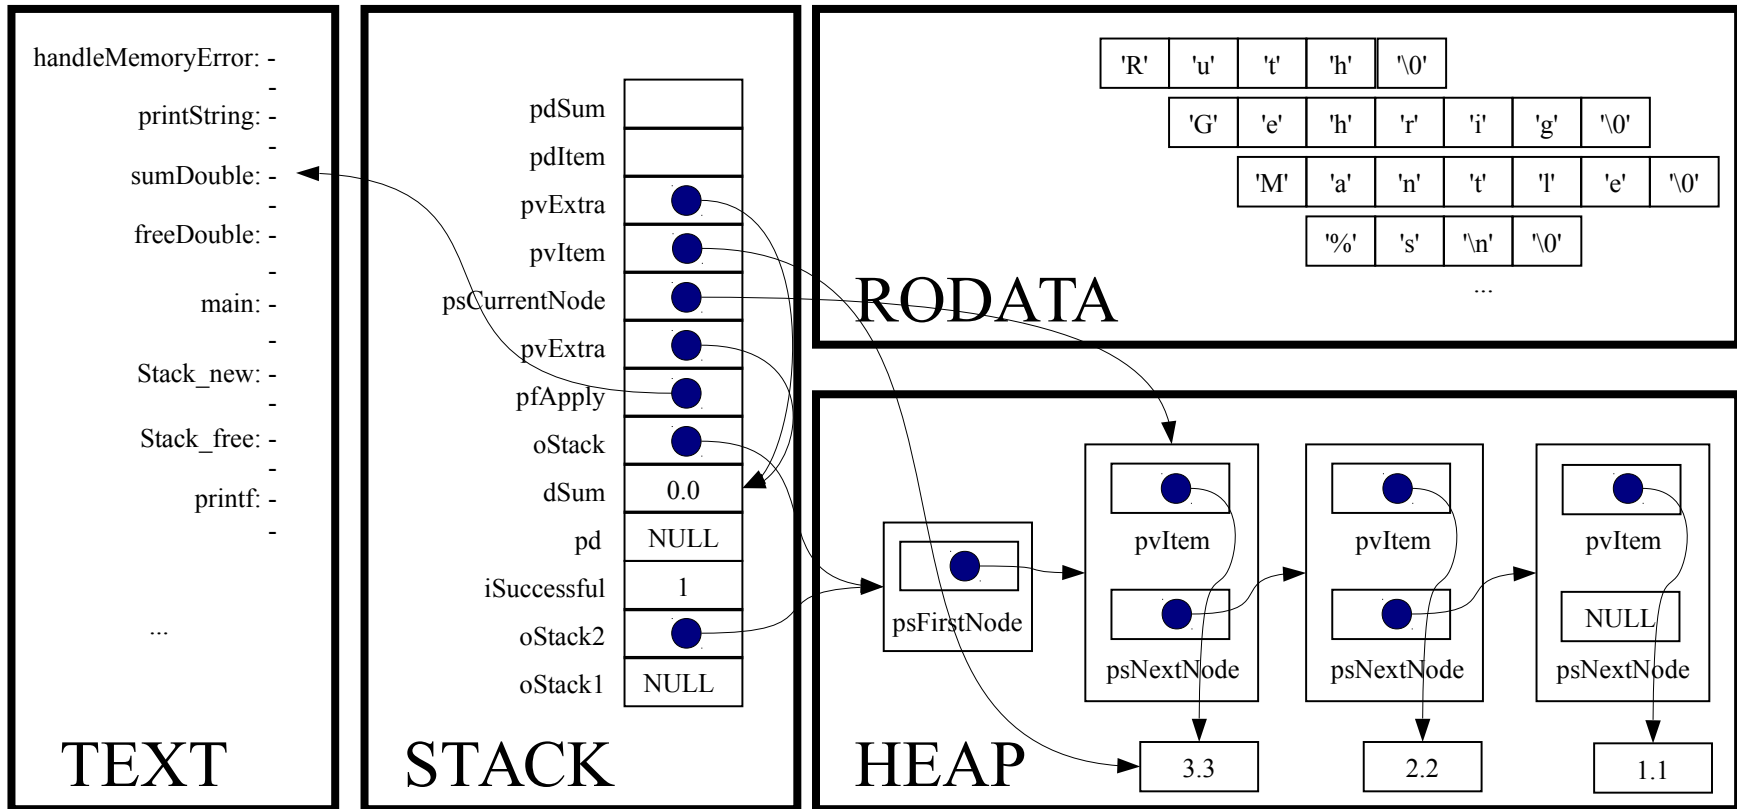 handleMemoryError: -
-
printString: -
-
sumDouble: -
-
freeDouble: -
-
main: -
-
Stack_new: -
-
Stack_free: -
-
printf: -
-
...
TEXT
pdSum
pdItem
pvExtra
pvItem
psCurrentNode
pvExtra
pfApply
oStack
dSum 0.0
pd NULL
iSuccessful 1
oStack2
oStack1 NULL
STACK
'R' 'u' 't' 'h' '\0'
'G' 'e' 'h' 'r' 'i' 'g' '\0'
'M' 'a' 'n' 't' 'l' 'e' '\0'
'%' 's' '\n' '\0'
...
RODATA
psFirstNode
pvItem
psNextNode
pvItem
psNextNode
pvItem
NULL
psNextNode
3.3 2.2 1.1
HEAP